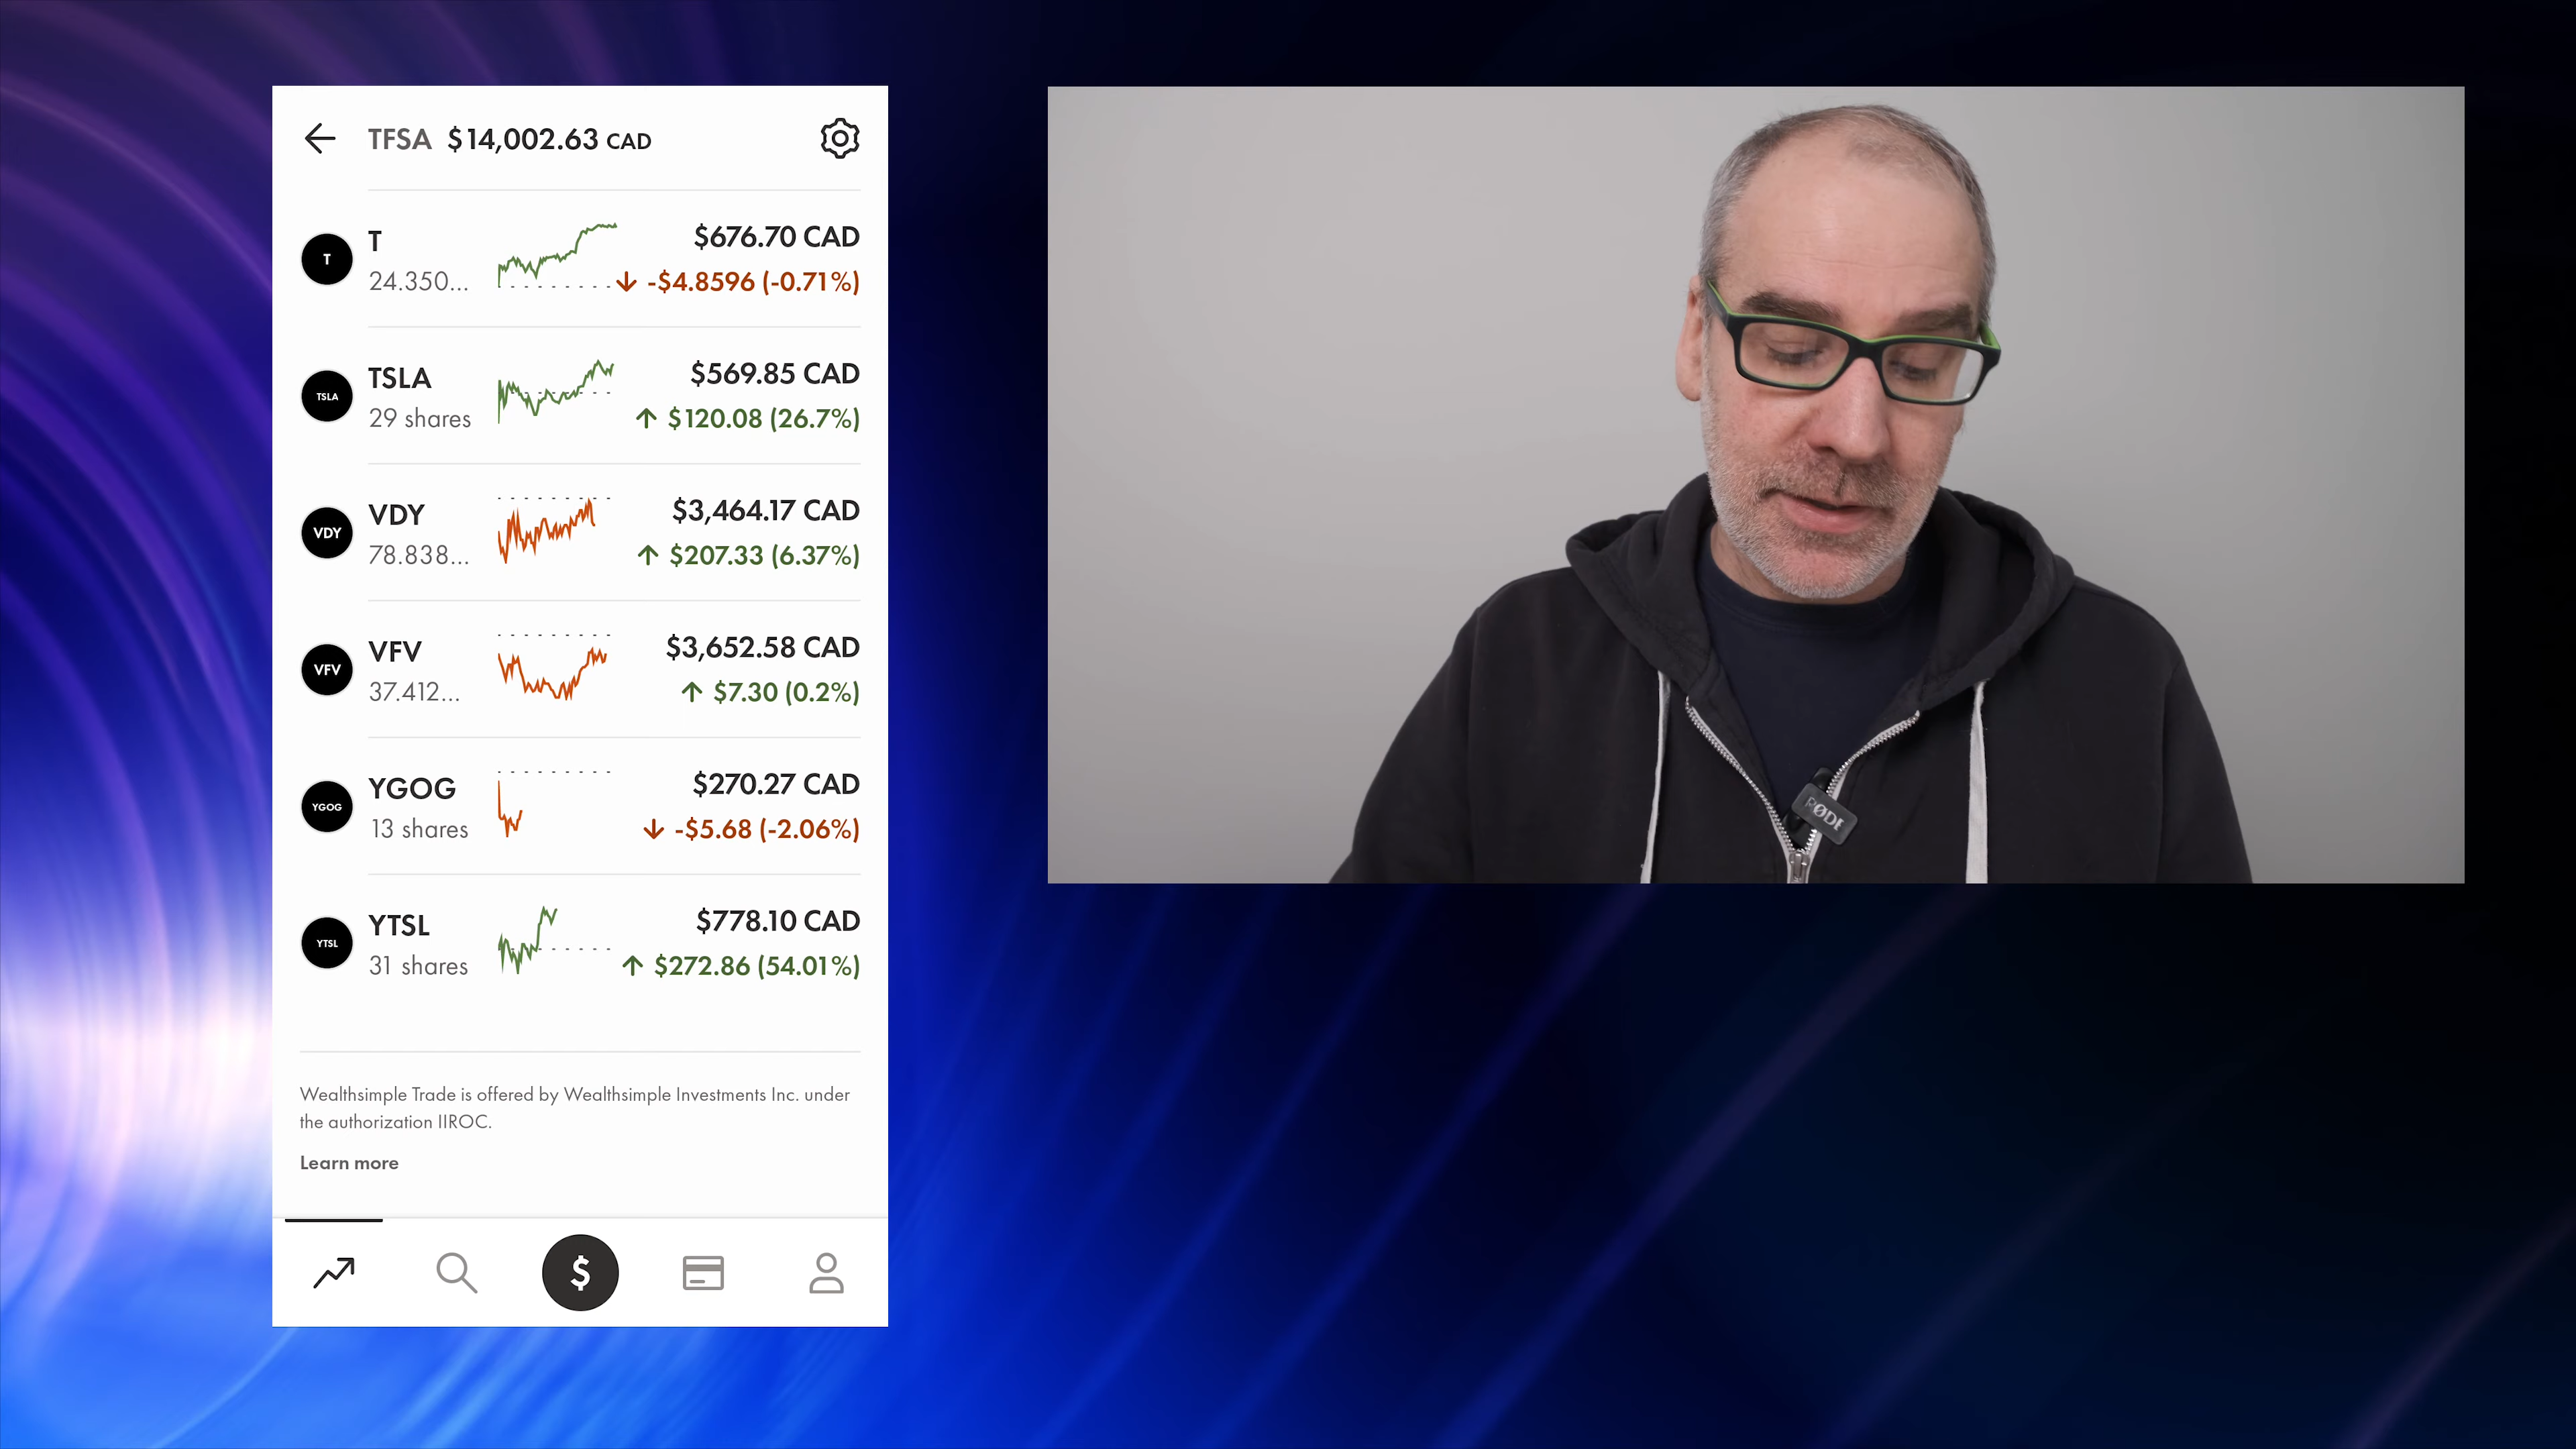 TFSA $14,002.63 CAD
T
T
24.350...
$676.70 CAD
-$4.8596 (-0.71%)
TSLA
TSLA
29 shares
$569.85 CAD
$120.08 (26.7%)
VDY
VDY
78.838...
$3,464.17 CAD
$207.33 (6.37%)
VFV
VFV
37.412...
$3,652.58 CAD
$7.30 (0.2%)
YGOG
YGOG
13 shares
$270.27 CAD
-$5.68 (-2.06%)
YTSL
YTSL
31 shares
$778.10 CAD
$272.86 (54.01%)
Wealthsimple Trade is offered by Wealthsimple Investments Inc. under
the authorization IIROC.
Learn more
$
RØDE